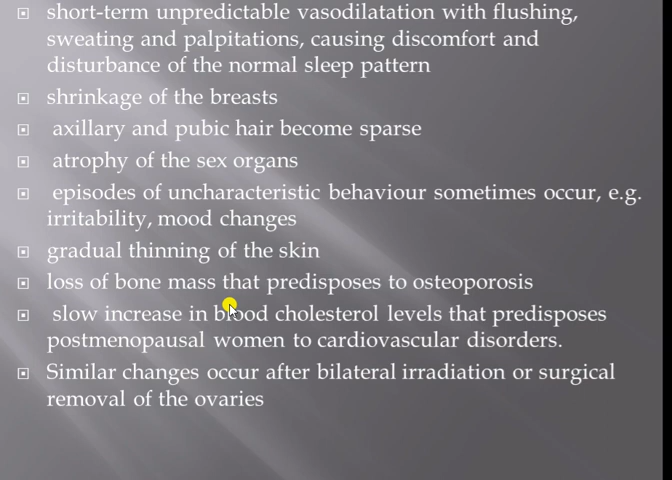 short-term unpredictable vasodilatation with flushing,
sweating and palpitations, causing discomfort and
disturbance of the normal sleep pattern
shrinkage of the breasts
axillary and pubic hair become sparse
atrophy of the sex organs
episodes of uncharacteristic behaviour sometimes occur, e.g.
irritability, mood changes
gradual thinning of the skin
loss of bone mass that predisposes to osteoporosis
slow increase in blood cholesterol levels that predisposes
postmenopausal women to cardiovascular disorders.
Similar changes occur after bilateral irradiation or surgical
removal of the ovaries